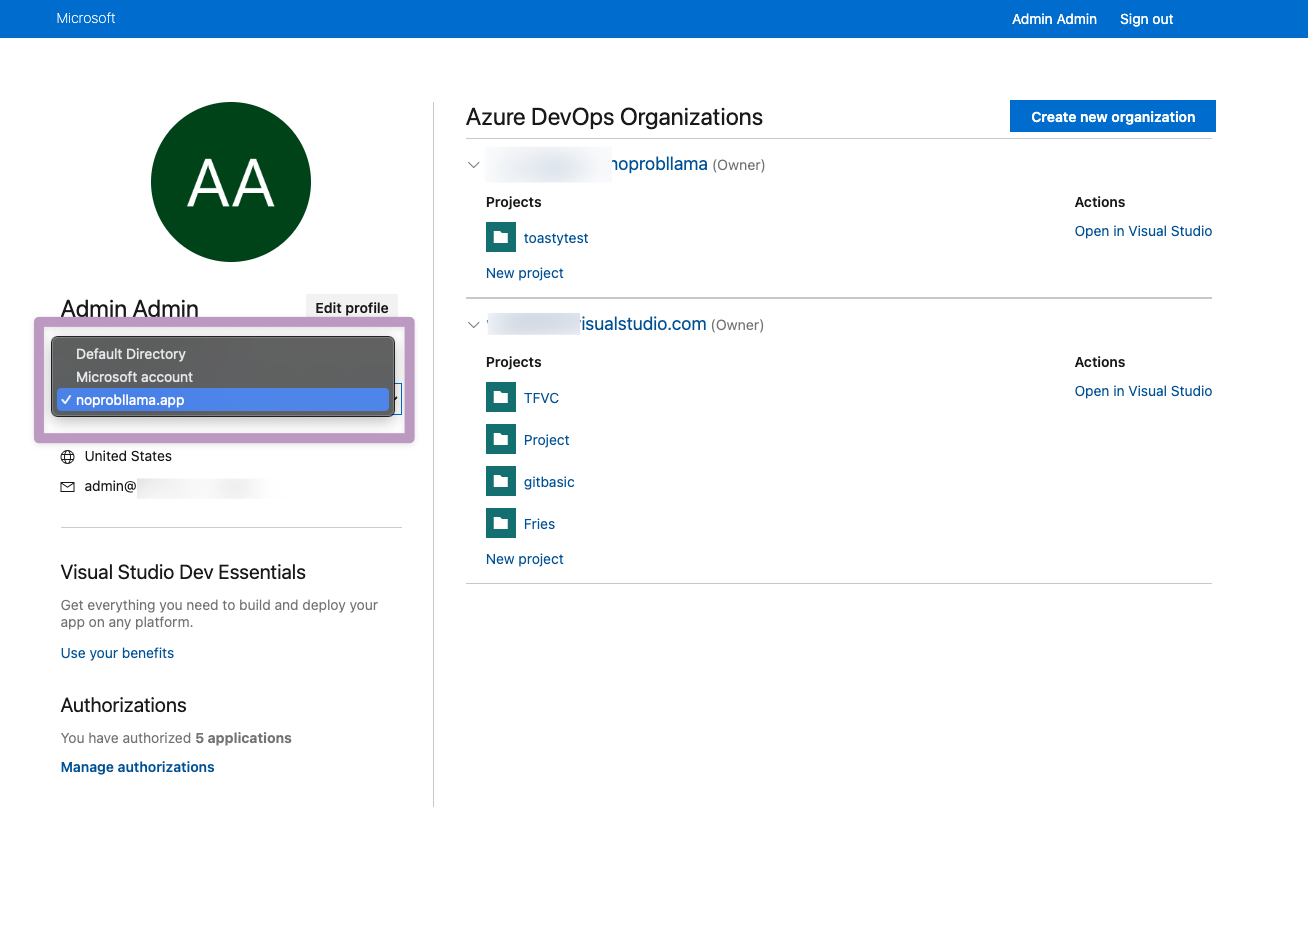 Microsoft
Admin Admin
Sign out
AA
Admin Admin
Edit profile
Default Directory
Microsoft account
✓ noprobllama.app
United States
admin@
Visual Studio Dev Essentials
Get everything you need to build and deploy your
app on any platform.
Use your benefits
Authorizations
You have authorized 5 applications
Manage authorizations
Azure DevOps Organizations
Create new organization
noprobllama (Owner)
Projects
Actions
toastytest
Open in Visual Studio
New project
isualstudio.com (Owner)
Projects
Actions
TFVC
Open in Visual Studio
Project
gitbasic
Fries
New project